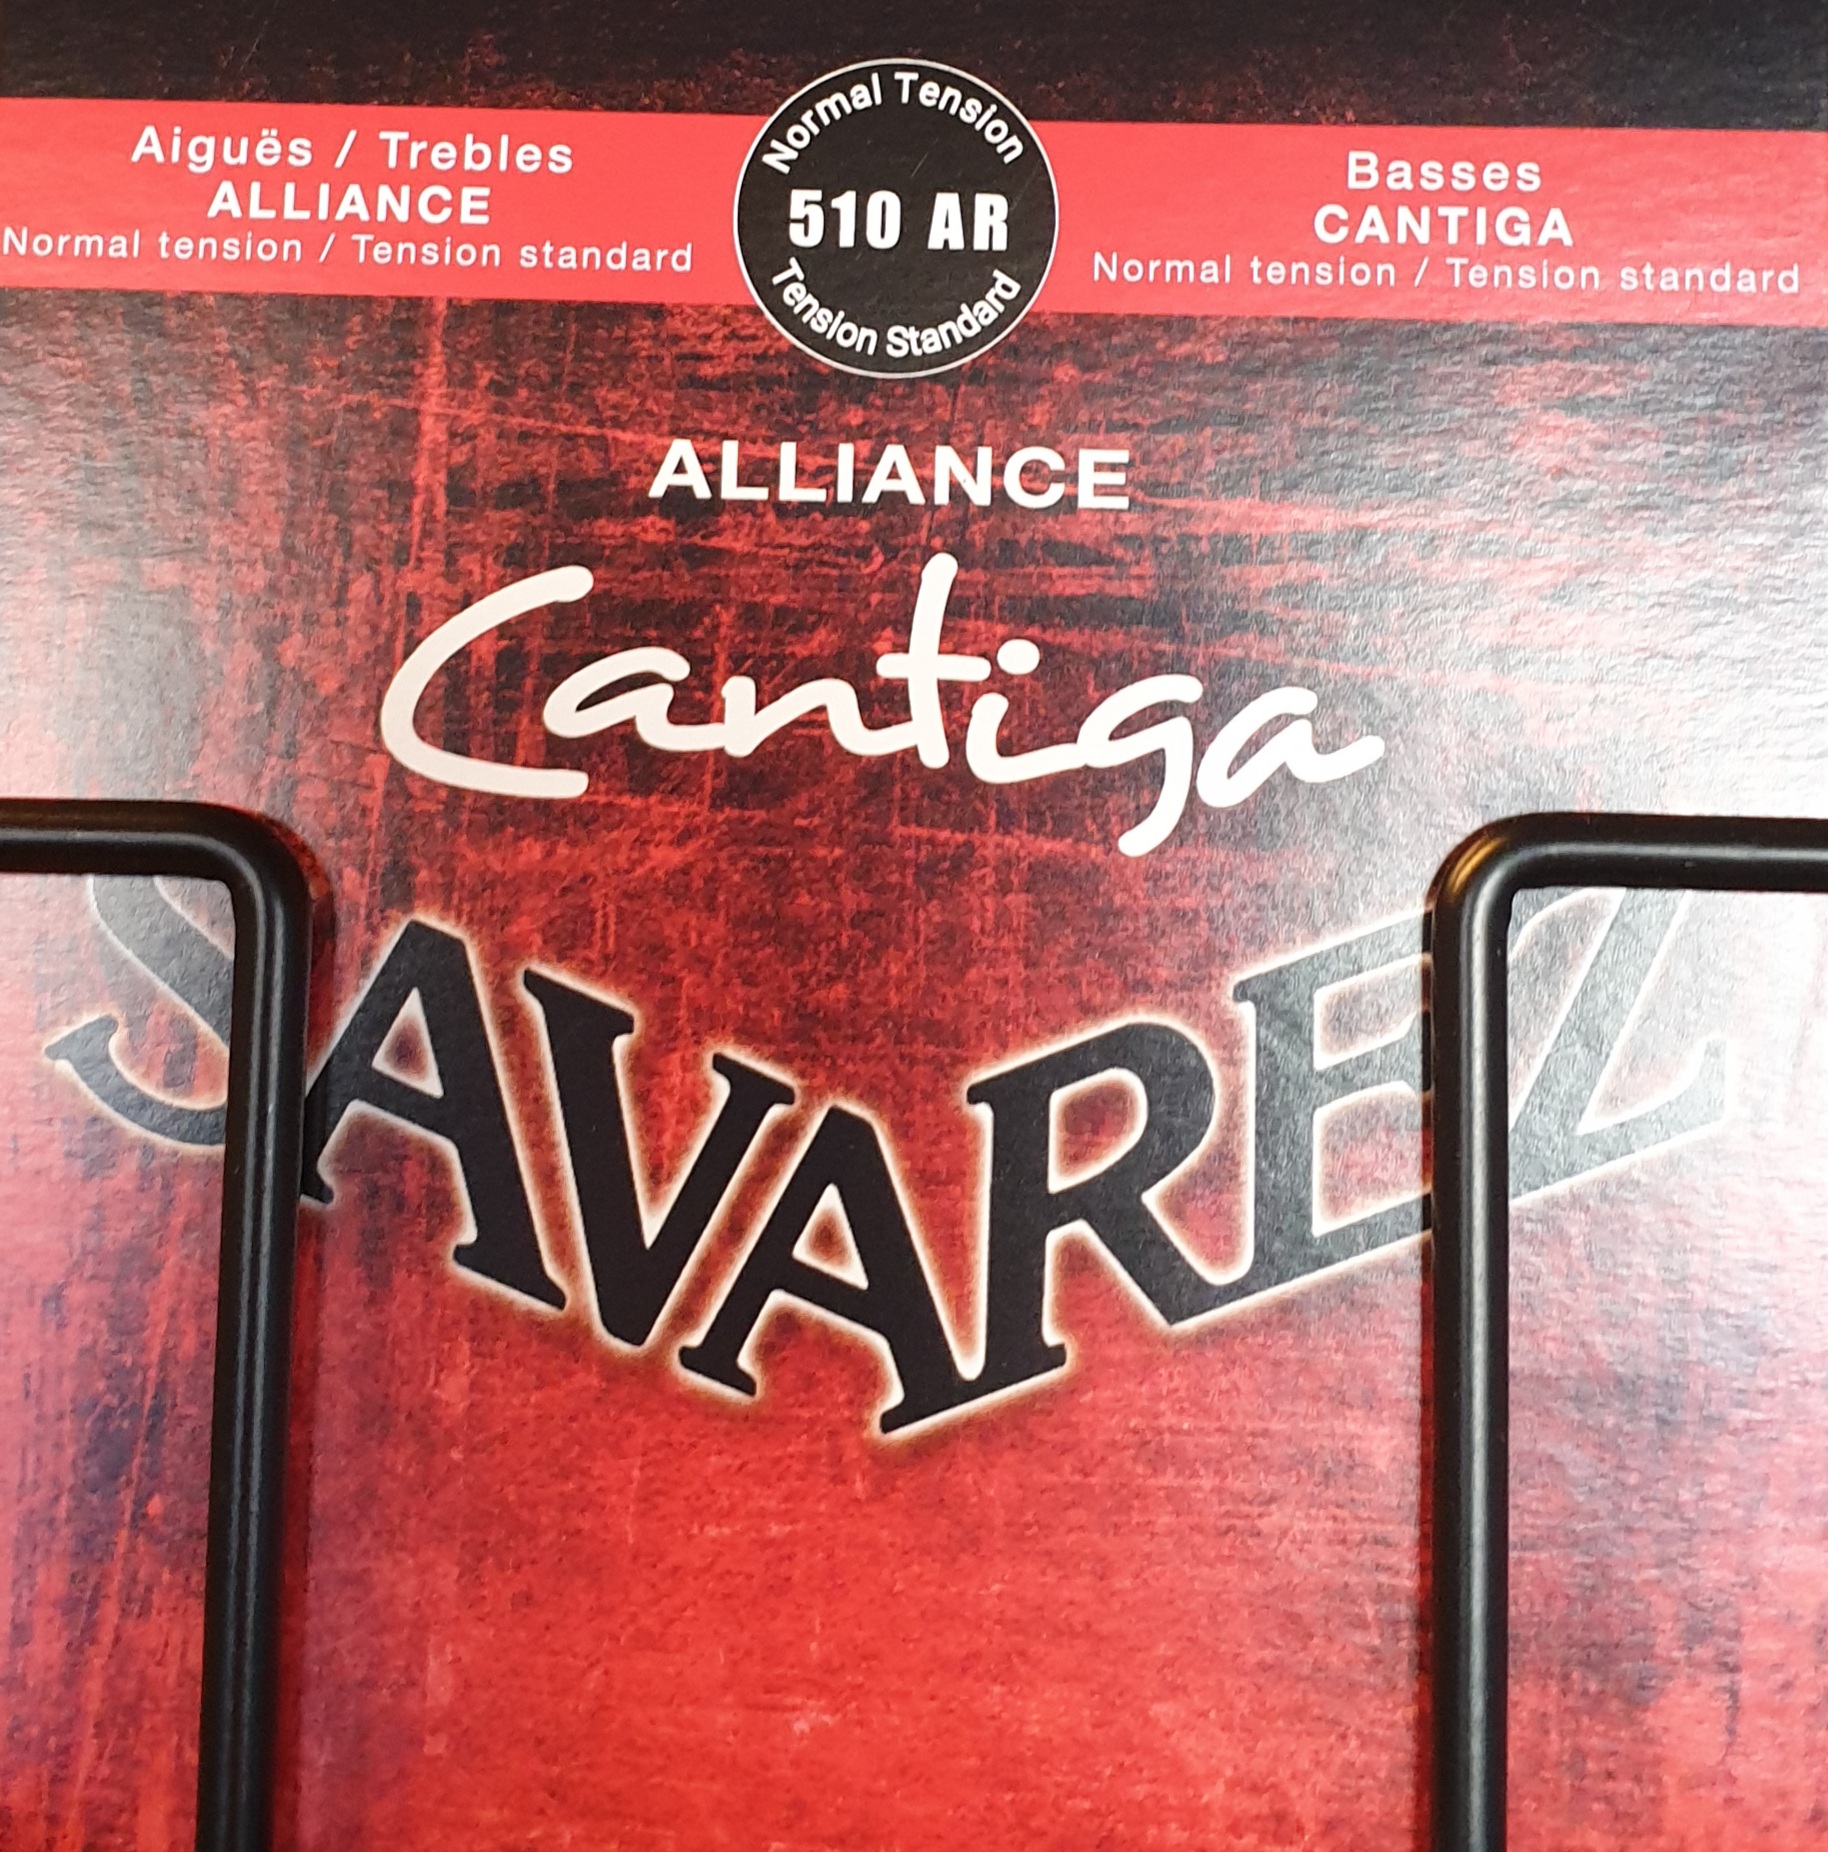 Normal Tension
510 AR
Tension Standard
Aiguës / Trebles
ALLIANCE
Normal tension / Tension standard
Basses
CANTIGA
Normal tension / Tension standard
ALLIANCE
Cantiga
SAVAREZ